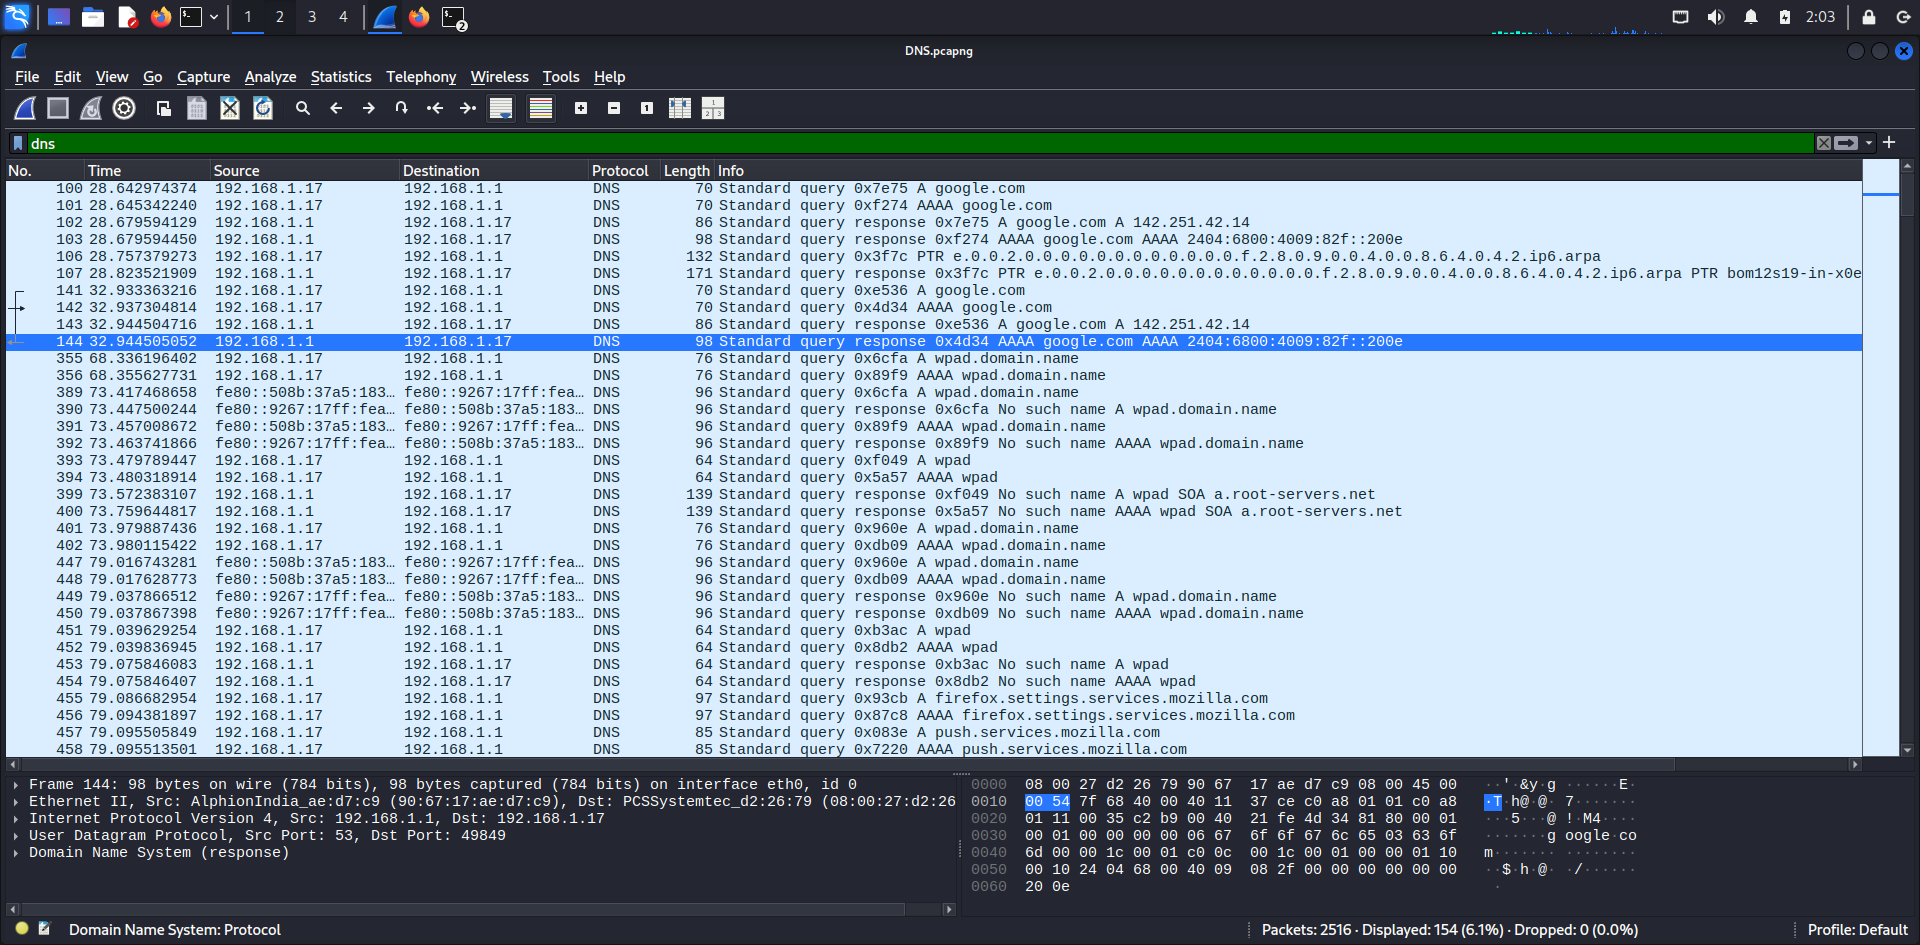 1 2 3 4 2 2:03
DNS.pcapng
File Edit View Go Capture Analyze Statistics Telephony Wireless Tools Help
dns
No. Time Source Destination Protocol Length Info
100 28.642974374 192.168.1.17 192.168.1.1 DNS 70 Standard query 0x7e75 A google.com
101 28.645342240 192.168.1.17 192.168.1.1 DNS 70 Standard query 0xf274 AAAA google.com
102 28.679594129 192.168.1.1 192.168.1.17 DNS 86 Standard query response 0x7e75 A google.com A 142.251.42.14
103 28.679594450 192.168.1.1 192.168.1.17 DNS 98 Standard query response 0xf274 AAAA google.com AAAA 2404:6800:4009:82f::200e
106 28.757379273 192.168.1.17 192.168.1.1 DNS 132 Standard query 0x3f7c PTR e.0.0.2.0.0.0.0.0.0.0.0.0.0.0.0.f.2.8.0.9.0.0.4.0.0.8.6.4.0.4.2.ip6.arpa
107 28.823521909 192.168.1.1 192.168.1.17 DNS 171 Standard query response 0x3f7c PTR e.0.0.2.0.0.0.0.0.0.0.0.0.0.0.0.f.2.8.0.9.0.0.4.0.0.8.6.4.0.4.2.ip6.arpa PTR bom12s19-in-x0e
141 32.933363216 192.168.1.17 192.168.1.1 DNS 70 Standard query 0xe536 A google.com
142 32.937304814 192.168.1.17 192.168.1.1 DNS 70 Standard query 0x4d34 AAAA google.com
143 32.944504716 192.168.1.1 192.168.1.17 DNS 86 Standard query response 0xe536 A google.com A 142.251.42.14
144 32.944505052 192.168.1.1 192.168.1.17 DNS 98 Standard query response 0x4d34 AAAA google.com AAAA 2404:6800:4009:82f::200e
355 68.336196402 192.168.1.17 192.168.1.1 DNS 76 Standard query 0x6cfa A wpad.domain.name
356 68.355627731 192.168.1.17 192.168.1.1 DNS 76 Standard query 0x89f9 AAAA wpad.domain.name
389 73.417468658 fe80::508b:37a5:183… fe80::9267:17ff:fea… DNS 96 Standard query 0x6cfa A wpad.domain.name
390 73.447500244 fe80::9267:17ff:fea… fe80::508b:37a5:183… DNS 96 Standard query response 0x6cfa No such name A wpad.domain.name
391 73.457008672 fe80::508b:37a5:183… fe80::9267:17ff:fea… DNS 96 Standard query 0x89f9 AAAA wpad.domain.name
392 73.463741866 fe80::9267:17ff:fea… fe80::508b:37a5:183… DNS 96 Standard query response 0x89f9 No such name AAAA wpad.domain.name
393 73.479789447 192.168.1.17 192.168.1.1 DNS 64 Standard query 0xf049 A wpad
394 73.480318914 192.168.1.17 192.168.1.1 DNS 64 Standard query 0x5a57 AAAA wpad
399 73.572383107 192.168.1.1 192.168.1.17 DNS 139 Standard query response 0xf049 No such name A wpad SOA a.root-servers.net
400 73.759644817 192.168.1.1 192.168.1.17 DNS 139 Standard query response 0x5a57 No such name AAAA wpad SOA a.root-servers.net
401 73.979887436 192.168.1.17 192.168.1.1 DNS 76 Standard query 0x960e A wpad.domain.name
402 73.980115422 192.168.1.17 192.168.1.1 DNS 76 Standard query 0xdb09 AAAA wpad.domain.name
447 79.016743281 fe80::508b:37a5:183… fe80::9267:17ff:fea… DNS 96 Standard query 0x960e A wpad.domain.name
448 79.017628773 fe80::508b:37a5:183… fe80::9267:17ff:fea… DNS 96 Standard query 0xdb09 AAAA wpad.domain.name
449 79.037866512 fe80::9267:17ff:fea… fe80::508b:37a5:183… DNS 96 Standard query response 0x960e No such name A wpad.domain.name
450 79.037867398 fe80::9267:17ff:fea… fe80::508b:37a5:183… DNS 96 Standard query response 0xdb09 No such name AAAA wpad.domain.name
451 79.039629254 192.168.1.17 192.168.1.1 DNS 64 Standard query 0xb3ac A wpad
452 79.039836945 192.168.1.17 192.168.1.1 DNS 64 Standard query 0x8db2 AAAA wpad
453 79.075846083 192.168.1.1 192.168.1.17 DNS 64 Standard query response 0xb3ac No such name A wpad
454 79.075846407 192.168.1.1 192.168.1.17 DNS 64 Standard query response 0x8db2 No such name AAAA wpad
455 79.086682954 192.168.1.17 192.168.1.1 DNS 97 Standard query 0x93cb A firefox.settings.services.mozilla.com
456 79.094381897 192.168.1.17 192.168.1.1 DNS 97 Standard query 0x87c8 AAAA firefox.settings.services.mozilla.com
457 79.095505849 192.168.1.17 192.168.1.1 DNS 85 Standard query 0x083e A push.services.mozilla.com
458 79.095513501 192.168.1.17 192.168.1.1 DNS 85 Standard query 0x7220 AAAA push.services.mozilla.com
Frame 144: 98 bytes on wire (784 bits), 98 bytes captured (784 bits) on interface eth0, id 0
Ethernet II, Src: AlphionIndia_ae:d7:c9 (90:67:17:ae:d7:c9), Dst: PCSSystemtec_d2:26:79 (08:00:27:d2:26
Internet Protocol Version 4, Src: 192.168.1.1, Dst: 192.168.1.17
User Datagram Protocol, Src Port: 53, Dst Port: 49849
Domain Name System (response)
0000 08 00 27 d2 26 79 90 67 17 ae d7 c9 08 00 45 00 ··'·&y·g ······E·
0010 00 54 7f 68 40 00 40 11 37 ce c0 a8 01 01 c0 a8 ·T·h@·@· 7·······
0020 01 11 00 35 c2 b9 00 40 21 fe 4d 34 81 80 00 01 ···5···@ !·M4····
0030 00 01 00 00 00 00 06 67 6f 6f 67 6c 65 03 63 6f ·······g oogle·co
0040 6d 00 00 1c 00 01 c0 0c 00 1c 00 01 00 00 01 10 m······· ········
0050 00 10 24 04 68 00 40 09 08 2f 00 00 00 00 00 00 ··$·h·@· ·/······
0060 20 0e ·
Domain Name System: Protocol Packets: 2516 · Displayed: 154 (6.1%) · Dropped: 0 (0.0%) Profile: Default